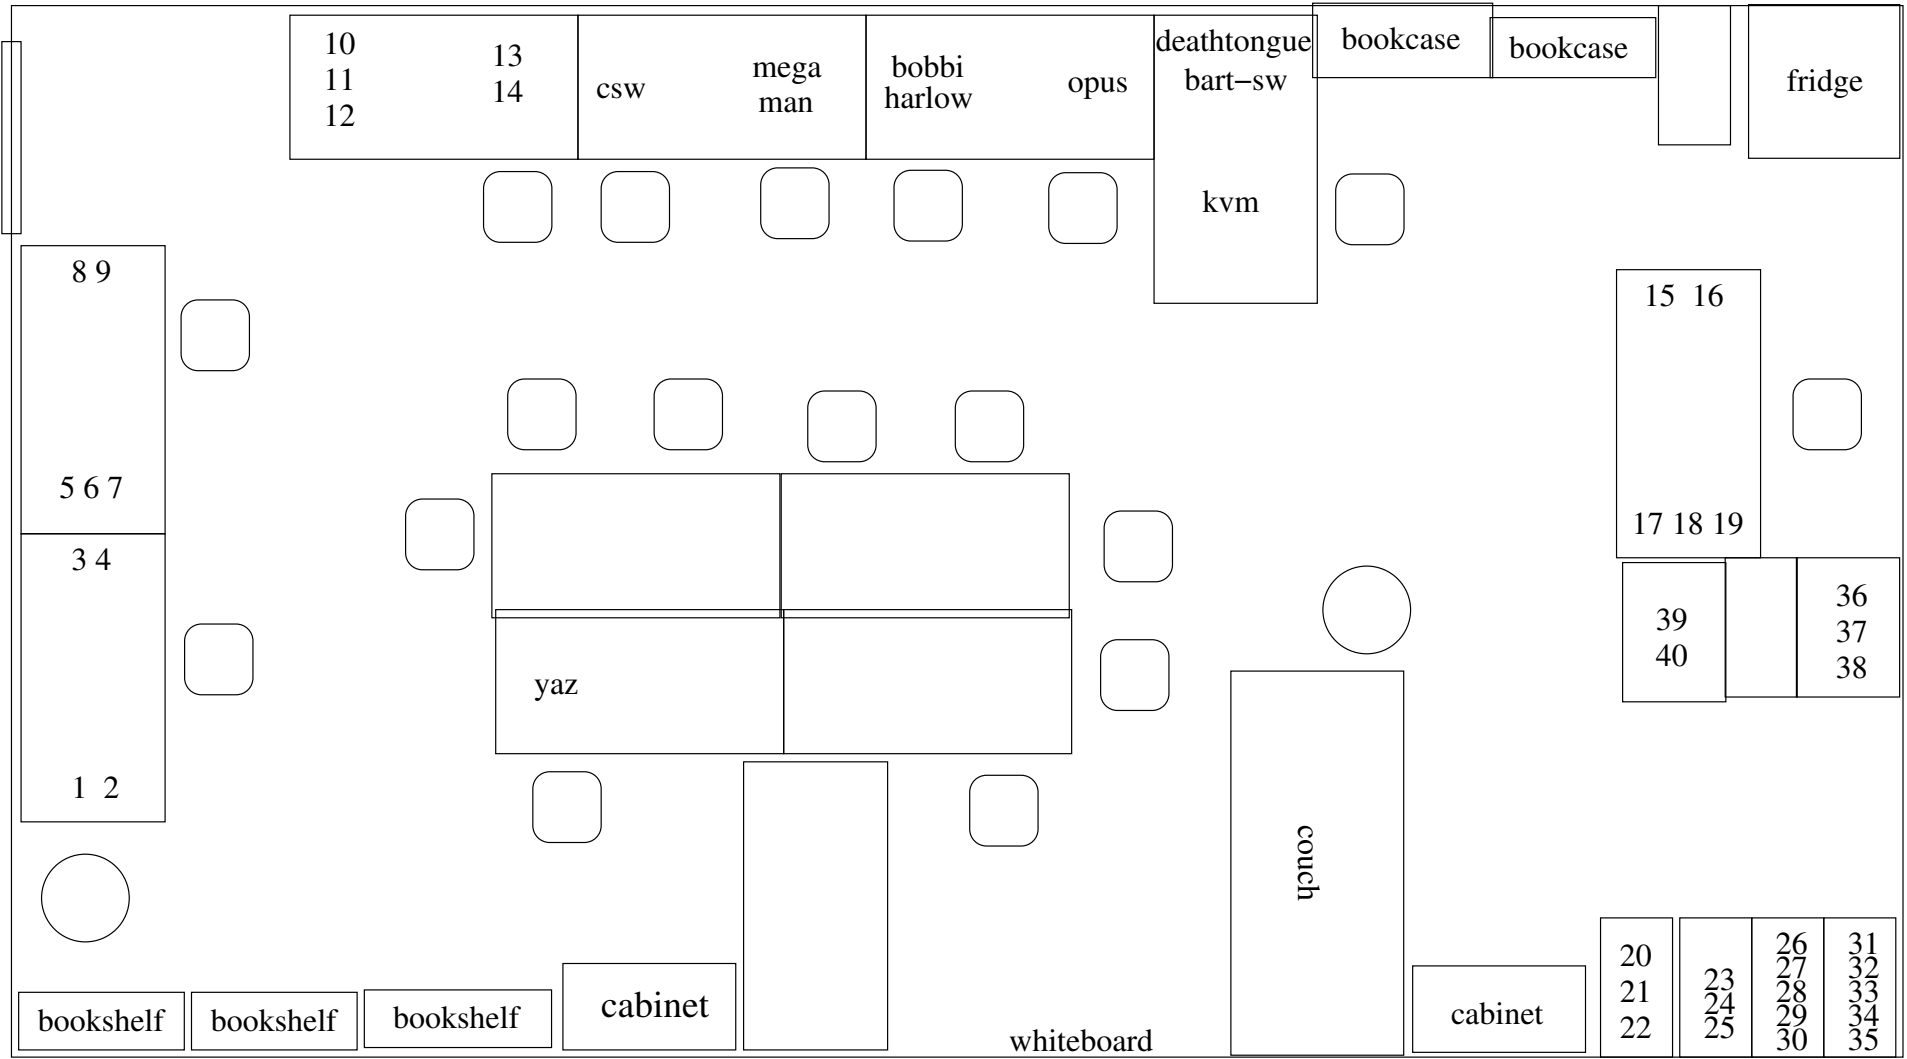 10
11
12
13
14
csw
mega
man
bobbi
harlow
opus
deathtongue
bart-sw
kvm
bookcase
bookcase
fridge
8 9
5 6 7
3 4
1 2
15 16
17 18 19
39
40
36
37
38
yaz
couch
20
21
22
23
24
25
26
27
28
29
30
31
32
33
34
35
bookshelf
bookshelf
bookshelf
cabinet
whiteboard
cabinet